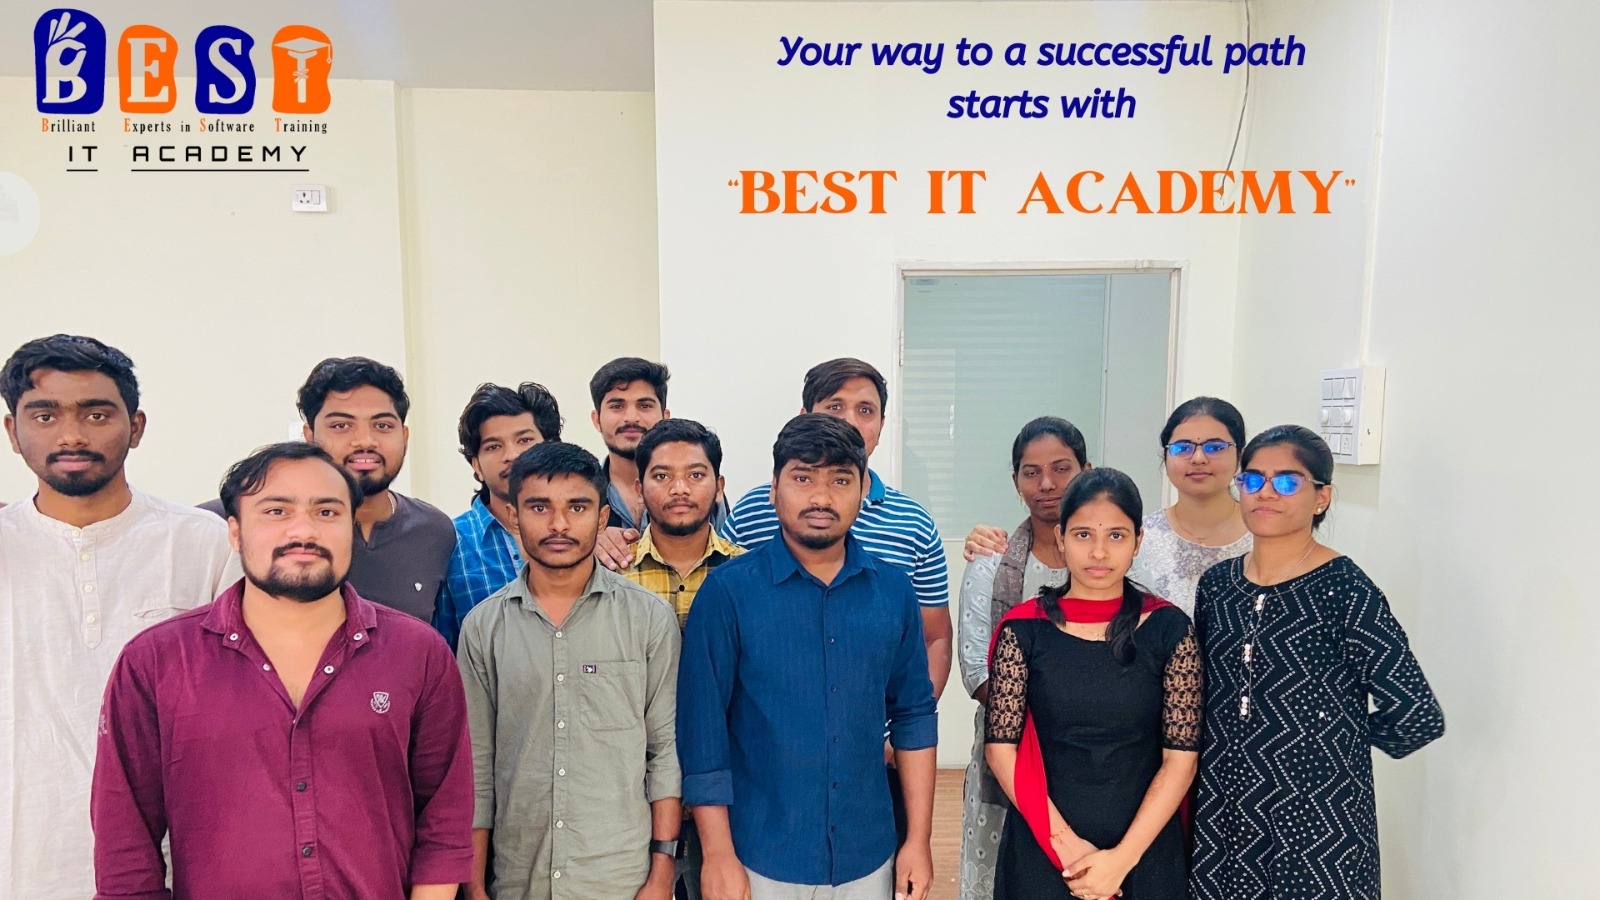 BEST
Brilliant Experts in Software Training
IT ACADEMY
Your way to a successful path
starts with
“BEST IT ACADEMY”